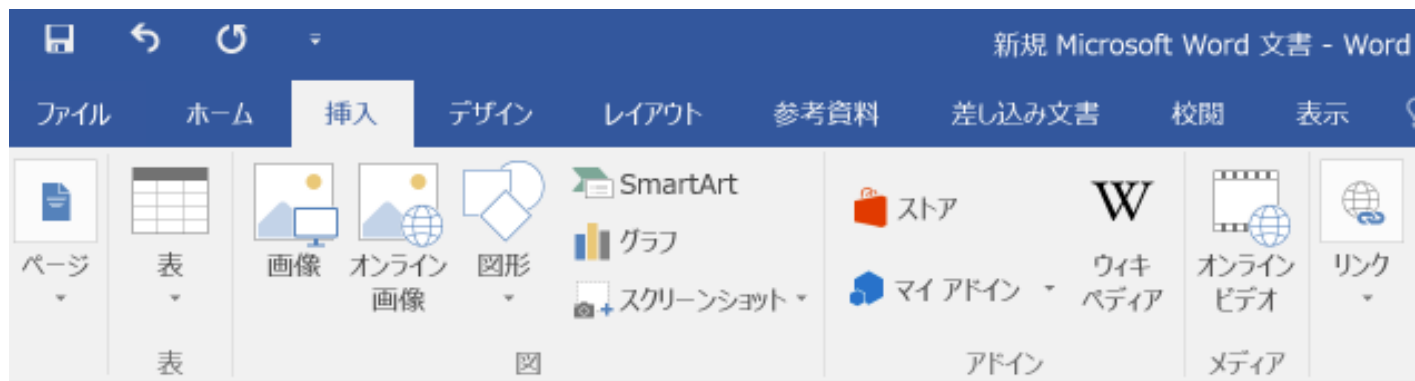 新規 Microsoft Word 文書 - Word
ファイル ホーム 挿入 デザイン レイアウト 参考資料 差し込み文書 校閲 表示
ページ
表
画像
オンライン
画像
図形
SmartArt
グラフ
スクリーンショット
ストア
マイ アドイン
W
ウィキ
ペディア
オンライン
ビデオ
リンク
表
図
アドイン
メディア